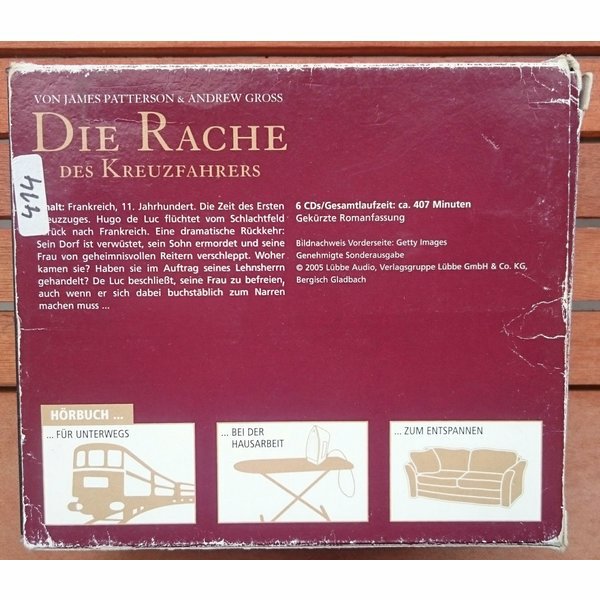 VON JAMES PATTERSON & ANDREW GROSS
DIE RACHE
DES KREUZFAHRERS
414
halt: Frankreich, 11. Jahrhundert. Die Zeit des Ersten
euzzuges. Hugo de Luc flüchtet vom Schlachtfeld
rück nach Frankreich. Eine dramatische Rückkehr:
Sein Dorf ist verwüstet, sein Sohn ermordet und seine
Frau von geheimnisvollen Reitern verschleppt. Woher
kamen sie? Haben sie im Auftrag seines Lehnsherrn
gehandelt? De Luc beschließt, seine Frau zu befreien,
auch wenn er sich dabei buchstäblich zum Narren
machen muss ...
6 CDs/Gesamtlaufzeit: ca. 407 Minuten
Gekürzte Romanfassung
Bildnachweis Vorderseite: Getty Images
Genehmigte Sonderausgabe
© 2005 Lübbe Audio, Verlagsgruppe Lübbe GmbH & Co. KG,
Bergisch Gladbach
HÖRBUCH ...
... FÜR UNTERWEGS
... BEI DER
HAUSARBEIT
... ZUM ENTSPANNEN